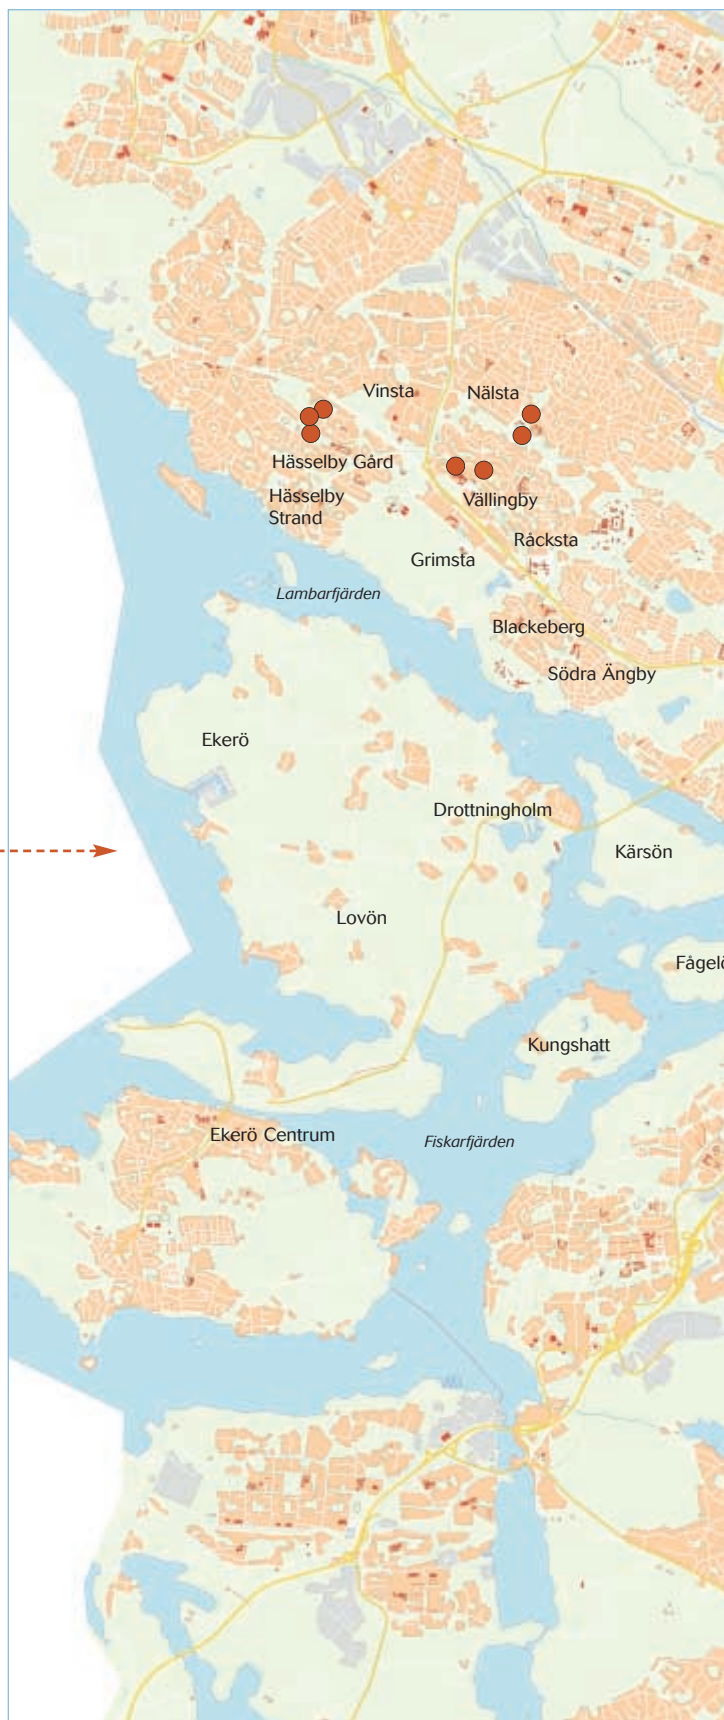 Vinsta
Nälsta
Hässelby Gård
Hässelby
Strand
Vällingby
Råcksta
Grimsta
Lambarfjärden
Blackeberg
Södra Ängby
Ekerö
Drottningholm
Kärsön
Lovön
Fågelö
Kungshatt
Ekerö Centrum
Fiskarfjärden